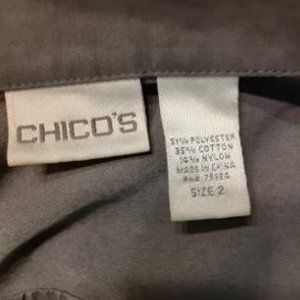 CHICO'S
51% POLYESTER
35% COTTON
14% NYLON
MADE IN CHINA
SIZE 2